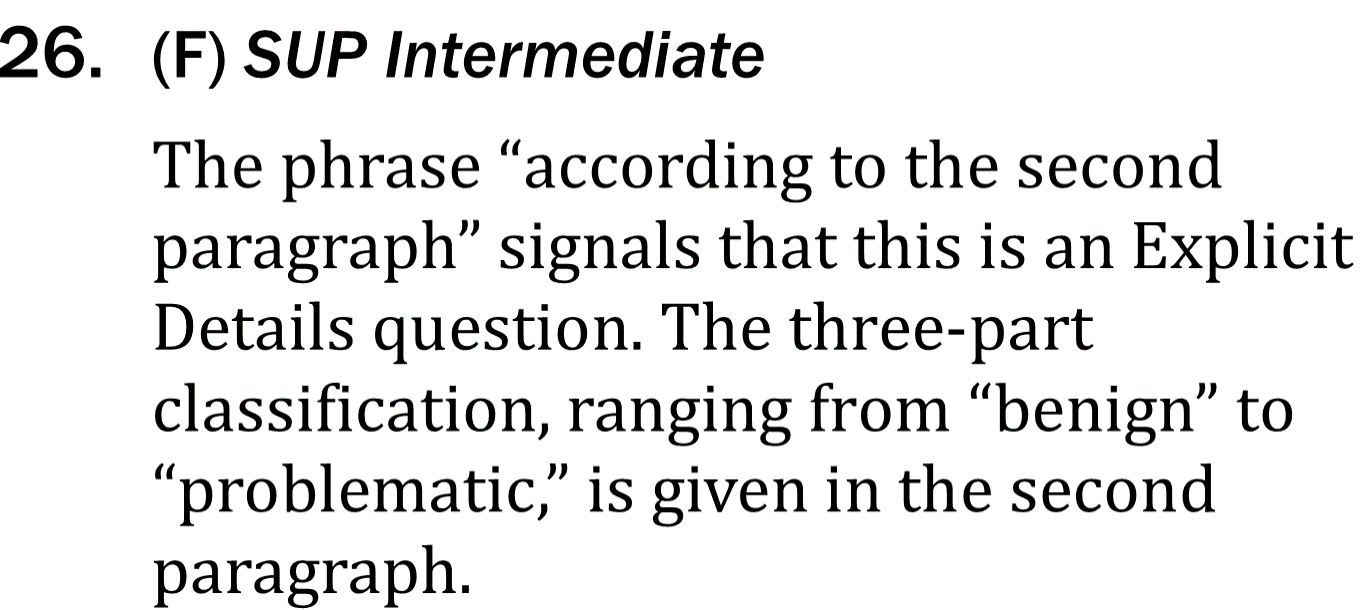 26. (F) SUP Intermediate
The phrase “according to the second
paragraph” signals that this is an Explicit
Details question. The three-part
classification, ranging from “benign” to
“problematic,” is given in the second
paragraph.